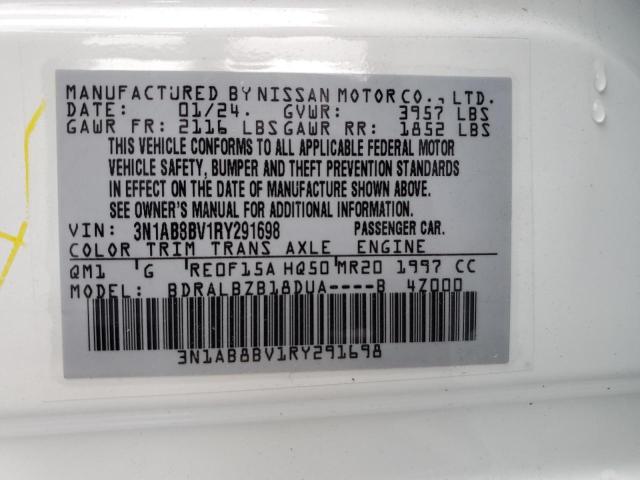 MANUFACTURED BY NISSAN MOTOR CO., LTD.
DATE: 01/24. GVWR: 3957 LBS
GAWR FR: 2116 LBS GAWR RR: 1852 LBS
THIS VEHICLE CONFORMS TO ALL APPLICABLE FEDERAL MOTOR
VEHICLE SAFETY, BUMPER AND THEFT PREVENTION STANDARDS
IN EFFECT ON THE DATE OF MANUFACTURE SHOWN ABOVE.
SEE OWNER'S MANUAL FOR ADDITIONAL INFORMATION.
VIN: 3N1AB8BV1RY291698 PASSENGER CAR.
COLOR TRIM TRANS AXLE ENGINE
QM1 G RE0F15A HQ50 MR20 1997 CC
MODEL: BDRALBZB18DUA----B 4Z000
3N1AB8BV1RY291698